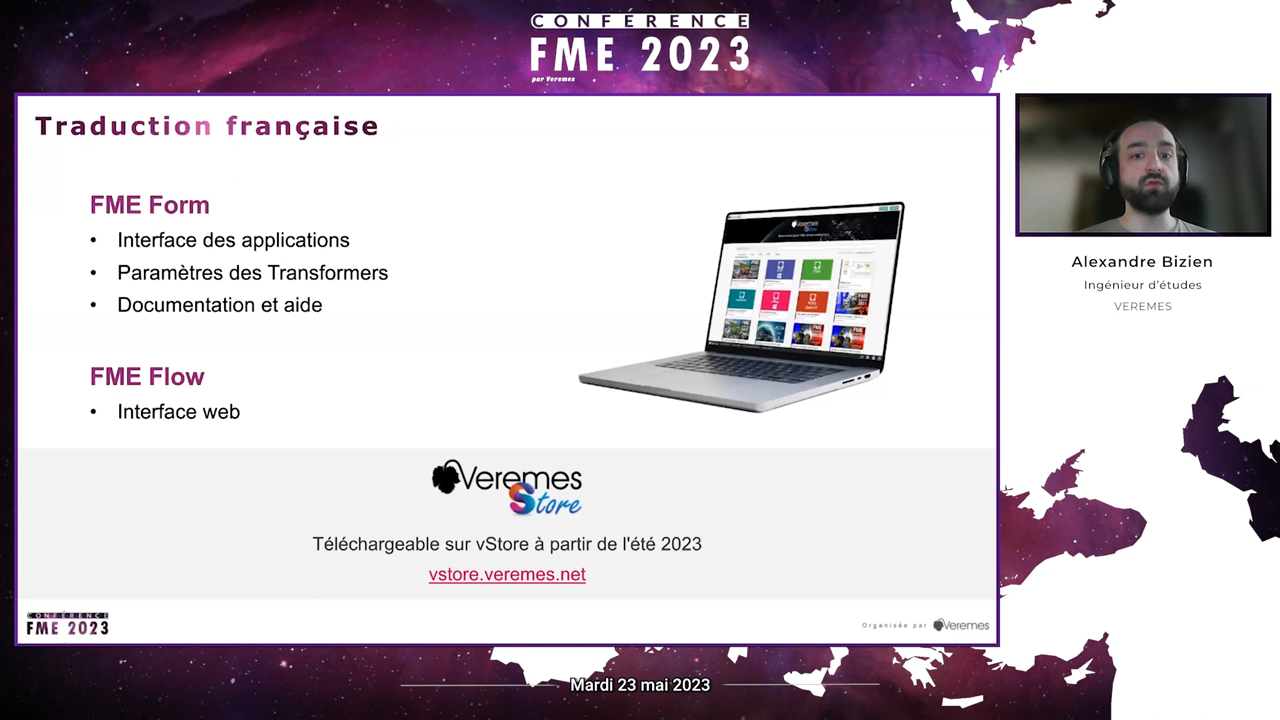 CONFÉRENCE
FME 2023
par Veremes
Traduction française
FME Form
• Interface des applications
• Paramètres des Transformers
• Documentation et aide
FME Flow
• Interface web
Veremes
Store
Veremes
Store
Téléchargeable sur vStore à partir de l'été 2023
vstore.veremes.net
CONFÉRENCE
FME 2023
Organisée par Veremes
Alexandre Bizien
Ingénieur d'études
VEREMES
Mardi 23 mai 2023